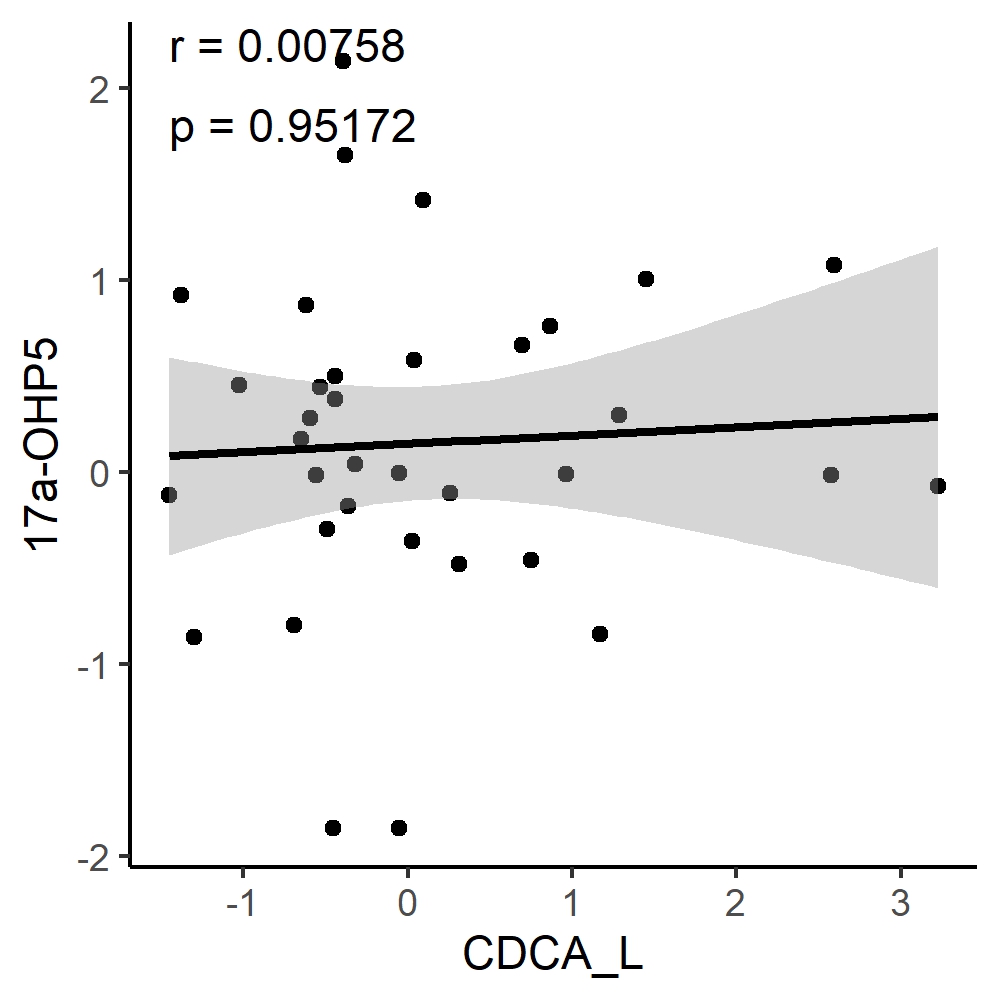 r = 0.00758
p = 0.95172
2
1
0
-1
-2
17a-OHP5
-1 0 1 2 3
CDCA_L